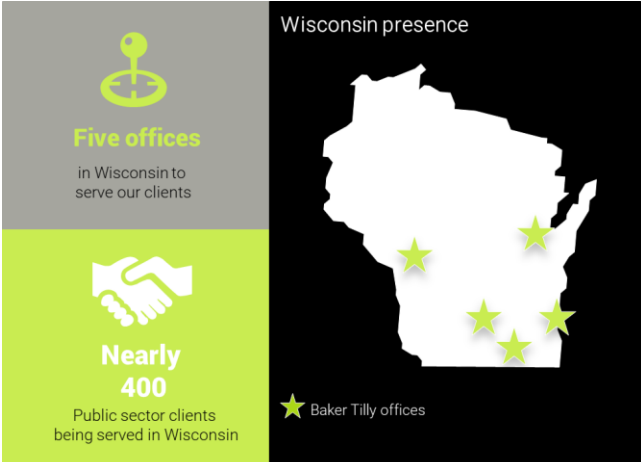 Five offices
in Wisconsin to
serve our clients
Nearly
400
Public sector clients
being served in Wisconsin
Wisconsin presence
Baker Tilly offices